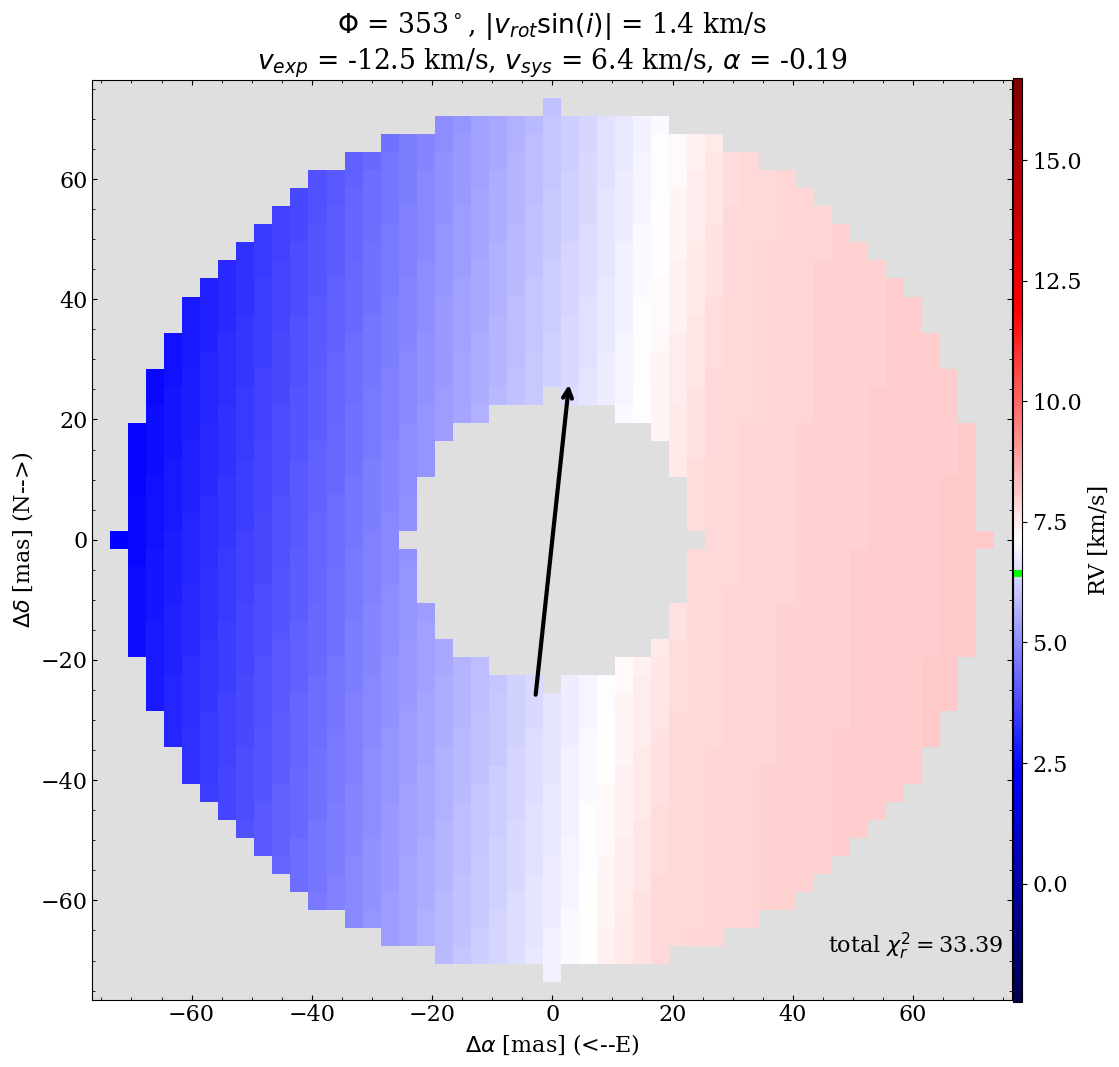 Φ = 353°, |v_rot sin(i)| = 1.4 km/s
v_exp = -12.5 km/s, v_sys = 6.4 km/s, α = -0.19
15.0
12.5
10.0
7.5
5.0
2.5
0.0
RV [km/s]
60
40
20
0
−20
−40
−60
Δδ [mas] (N-->)
total χ²_r = 33.39
−60 −40 −20 0 20 40 60
Δα [mas] (<--E)